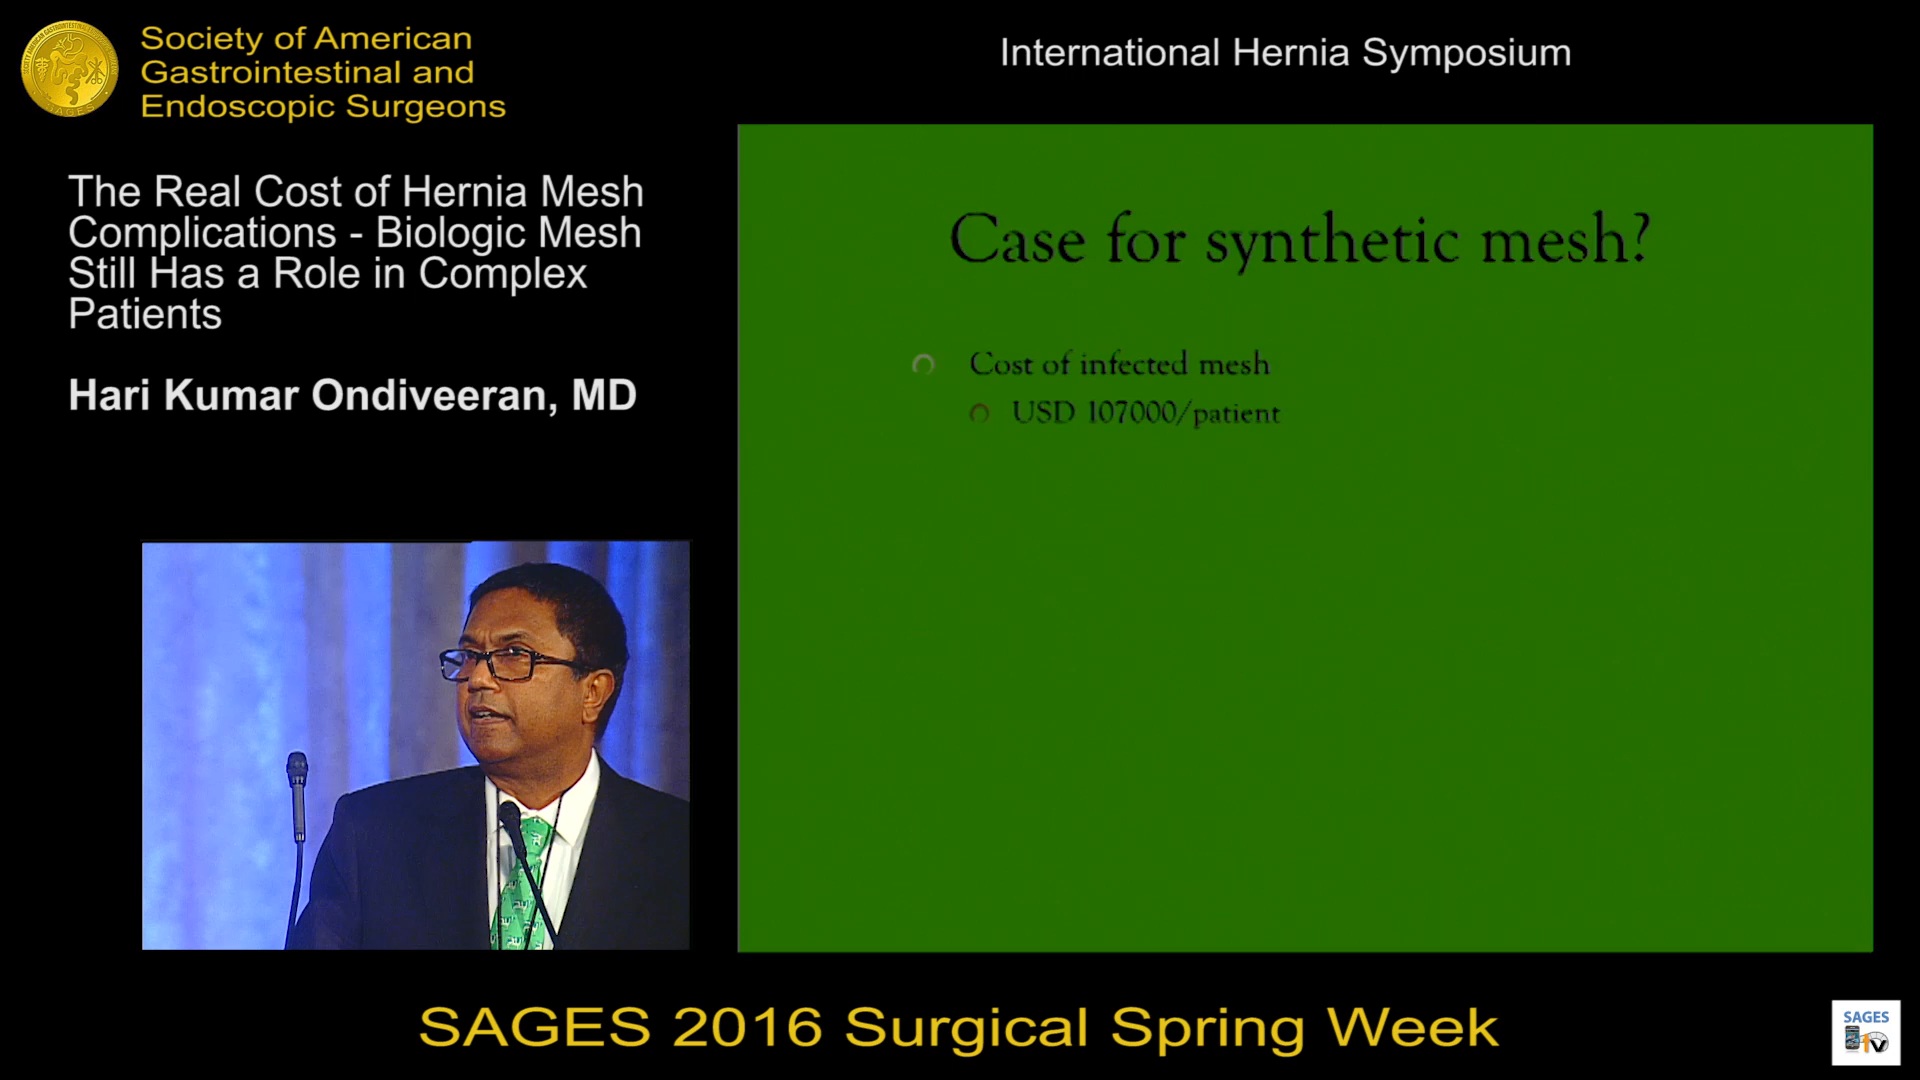 Society of American
Gastrointestinal and
Endoscopic Surgeons
International Hernia Symposium
The Real Cost of Hernia Mesh
Complications - Biologic Mesh
Still Has a Role in Complex
Patients
Hari Kumar Ondiveeran, MD
Case for synthetic mesh?
Cost of infected mesh
USD 107000/patient
SAGES 2016 Surgical Spring Week
SAGES
TV